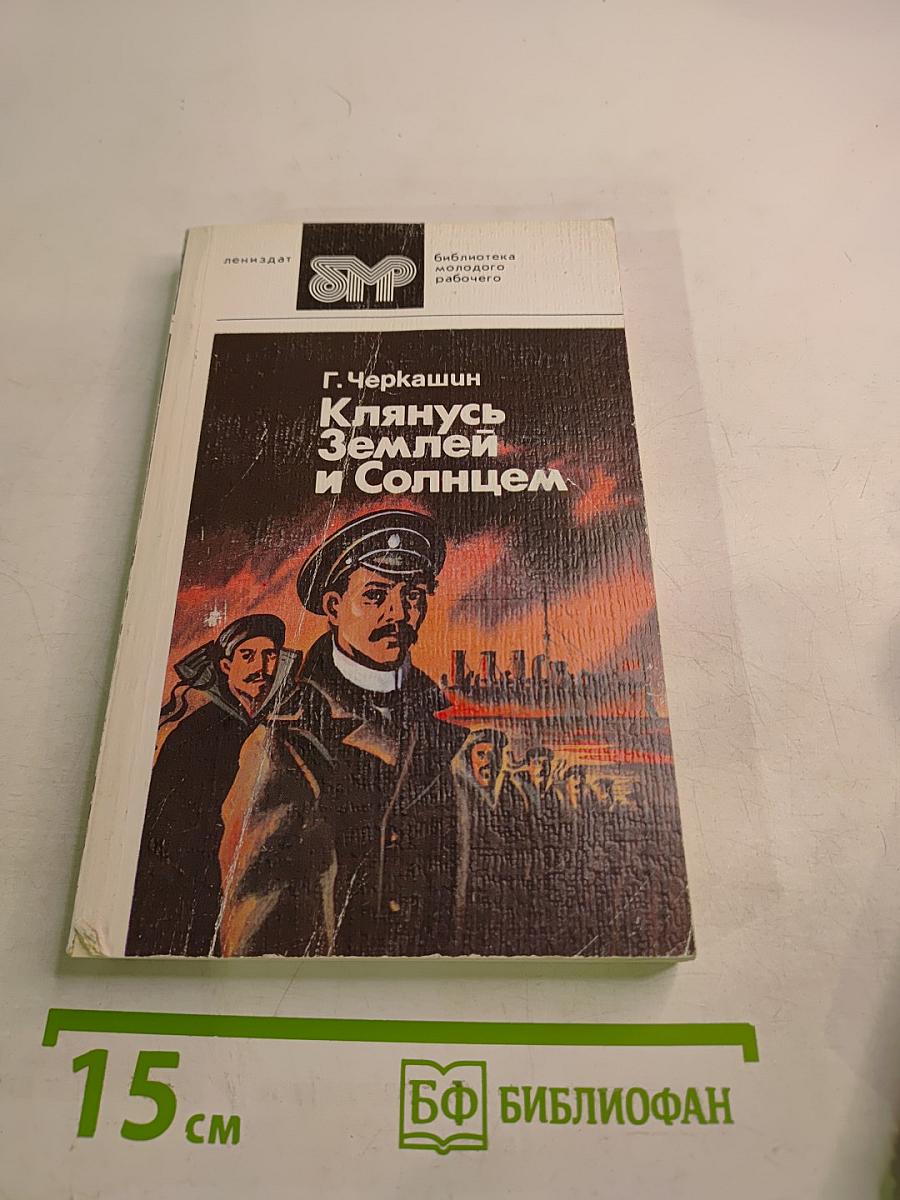 лениздат
бмр
библиотека
молодого
рабочего
Г. Черкашин
Клянусь
Землей
и Солнцем
15 см
БФ БИБЛИОФАН